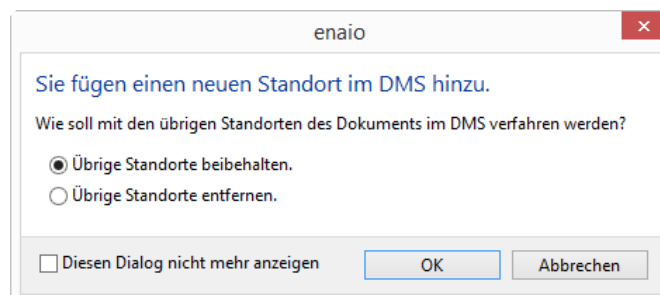 enaio
Sie fügen einen neuen Standort im DMS hinzu.
Wie soll mit den übrigen Standorten des Dokuments im DMS verfahren werden?
Übrige Standorte beibehalten.
Übrige Standorte entfernen.
Diesen Dialog nicht mehr anzeigen
OK
Abbrechen